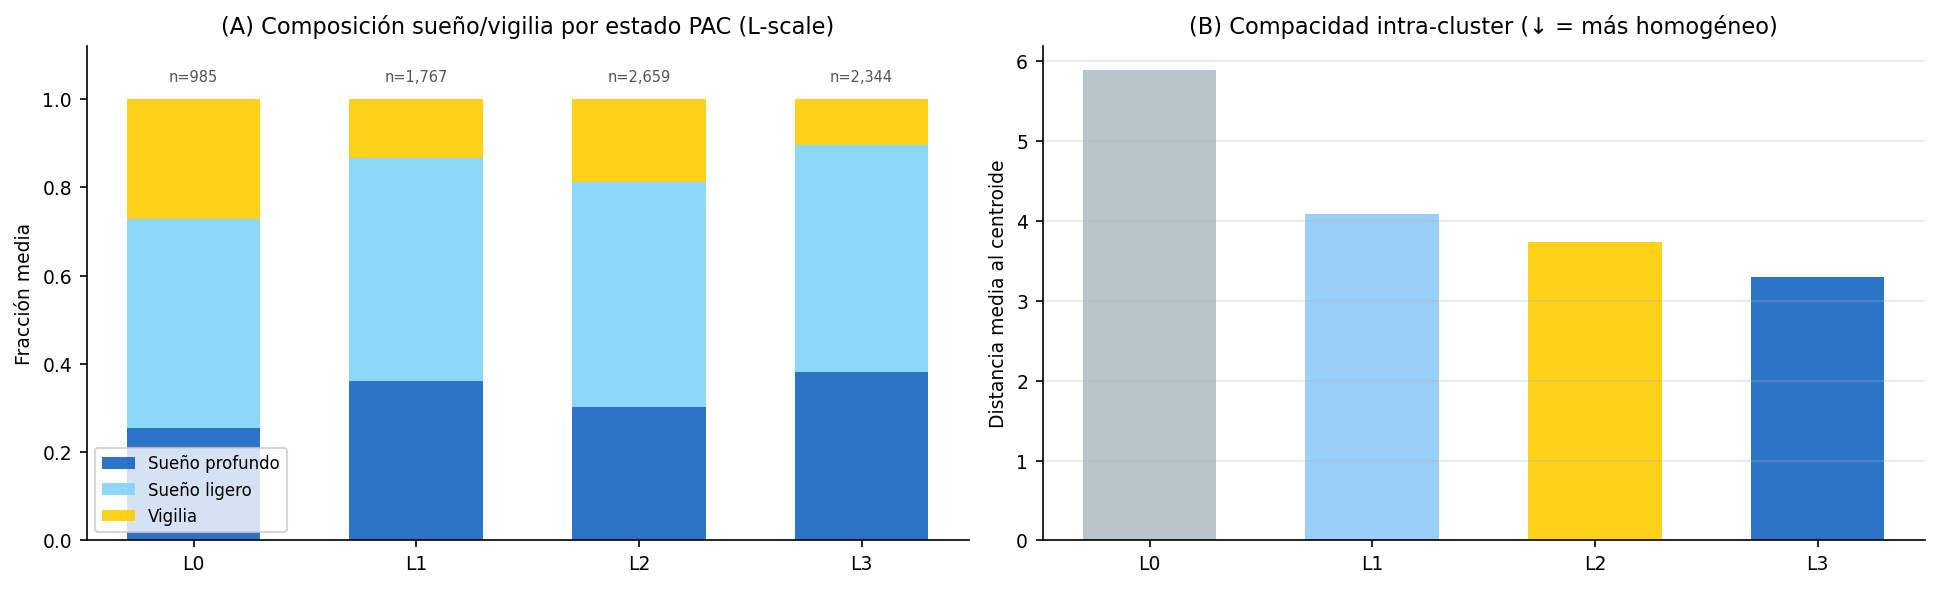 (A) Composición sueño/vigilia por estado PAC (L-scale)
n=985
n=1,767
n=2,659
n=2,344
Fracción media
1.0
0.8
0.6
0.4
0.2
0.0
Sueño profundo
Sueño ligero
Vigilia
L0
L1
L2
L3
(B) Compacidad intra-cluster (↓ = más homogéneo)
Distancia media al centroide
6
5
4
3
2
1
0
L0
L1
L2
L3